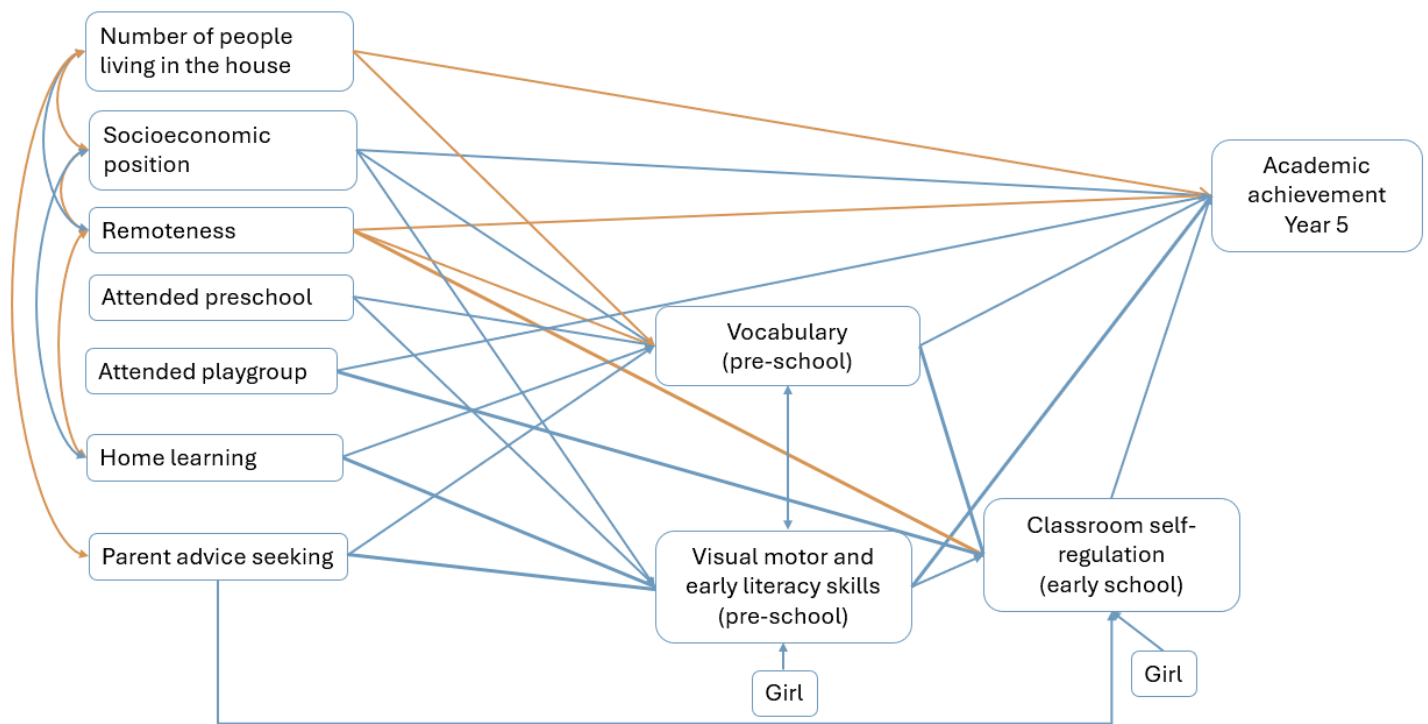 Number of people
living in the house
Socioeconomic
position
Remoteness
Attended preschool
Attended playgroup
Home learning
Parent advice seeking
Vocabulary
(pre-school)
Visual motor and
early literacy skills
(pre-school)
Girl
Classroom self-
regulation
(early school)
Girl
Academic
achievement
Year 5